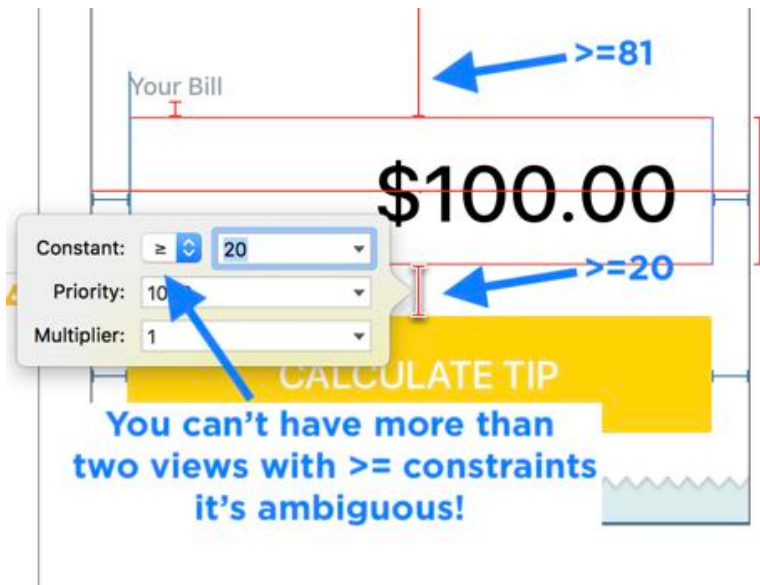 >=81
Your Bill
$100.00
Constant: ≥ 20
>=20
Priority:
Multiplier: 1
CALCULATE TIP
You can't have more than
two views with >= constraints
it's ambiguous!